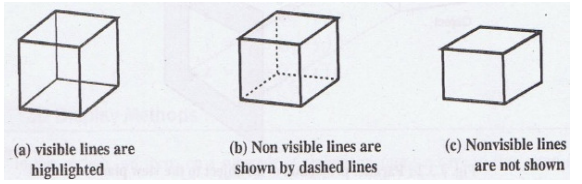 (a) visible lines are
highlighted
(b) Non visible lines are
shown by dashed lines
(c) Nonvisible lines
are not shown